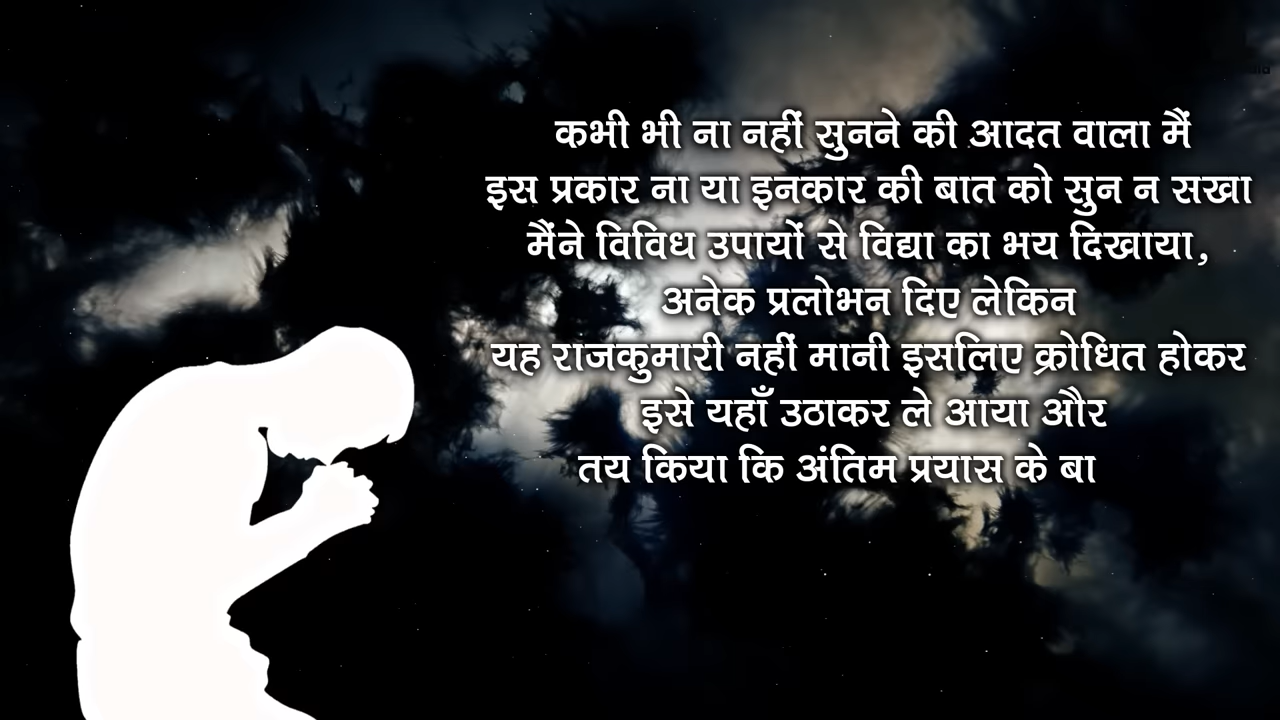 कभी भी ना नहीं सुनने की आदत वाला मैं
इस प्रकार ना या इनकार की बात को सुन न सखा
मैंने विविध उपायों से विद्या का भय दिखाया,
अनेक प्रलोभन दिए लेकिन
यह राजकुमारी नहीं मानी इसलिए क्रोधित होकर
इसे यहाँ उठाकर ले आया और
तय किया कि अंतिम प्रयास के बा